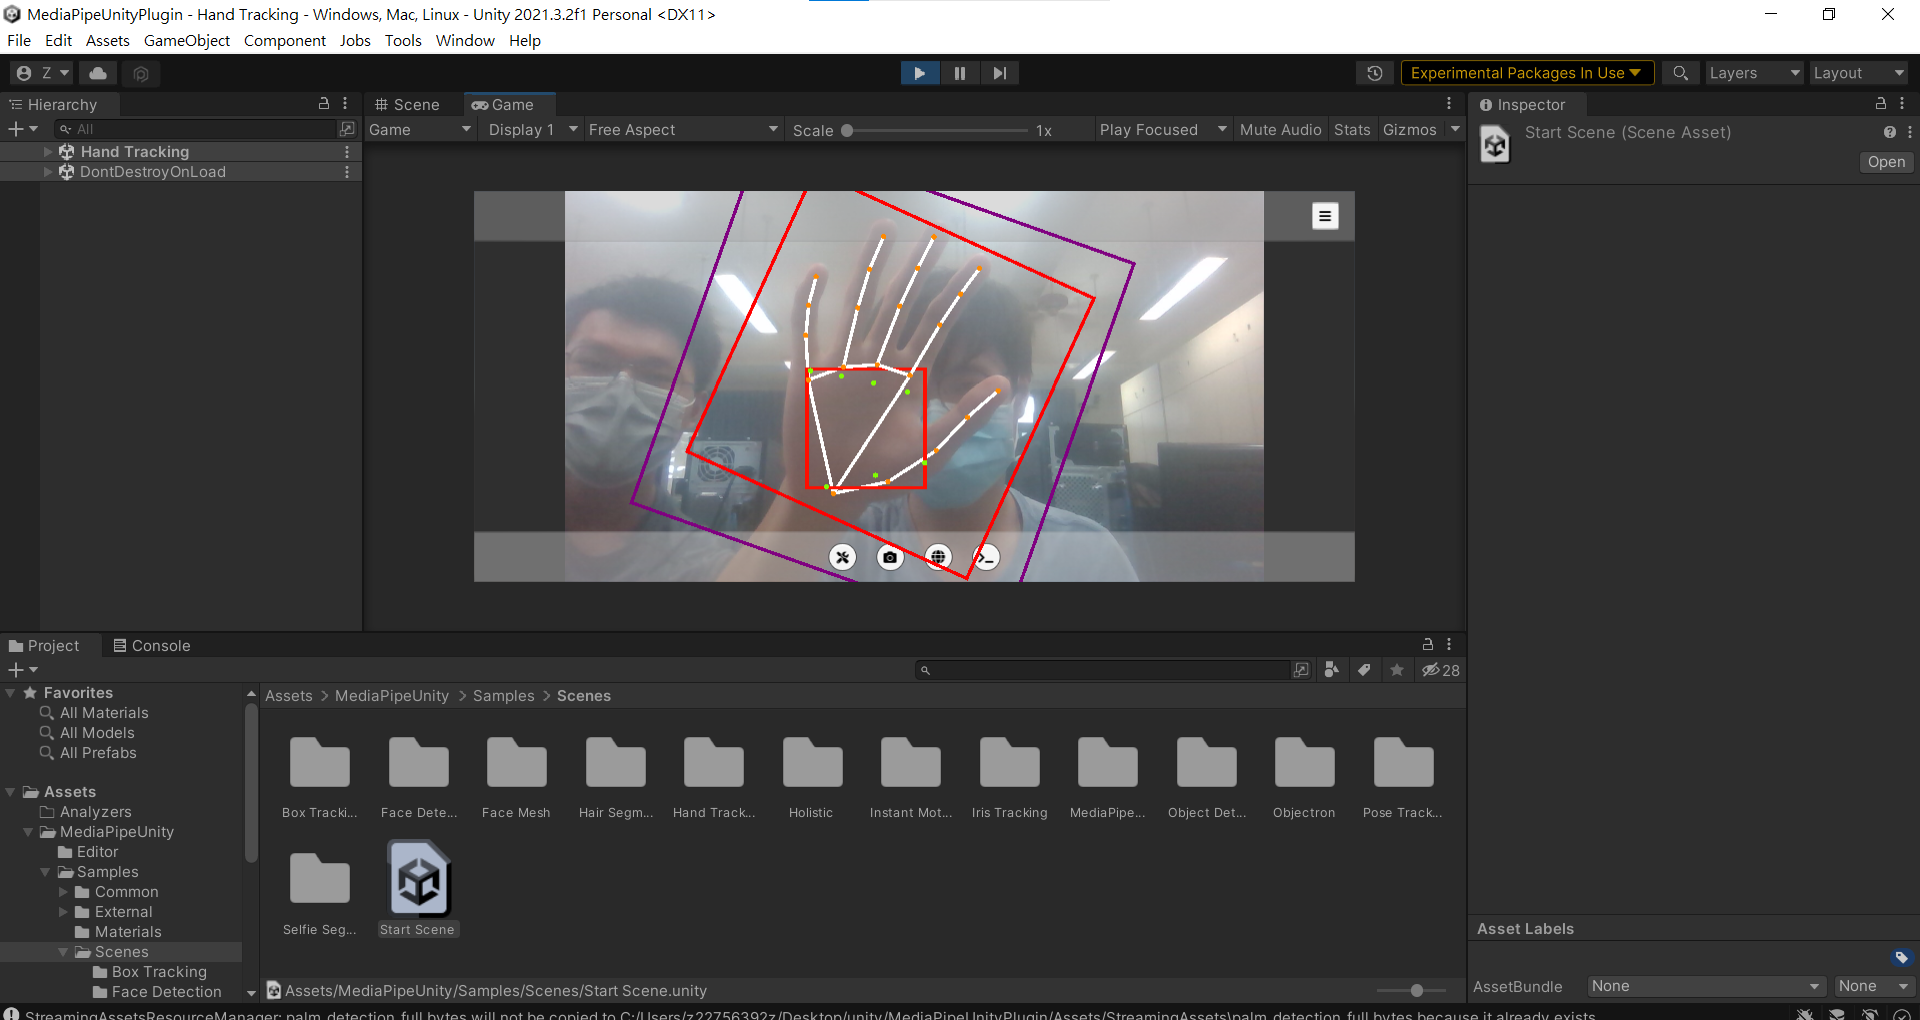 MediaPipeUnityPlugin - Hand Tracking - Windows, Mac, Linux - Unity 2021.3.2f1 Personal <DX11>
File Edit Assets GameObject Component Jobs Tools Window Help
Z Experimental Packages In Use Layers Layout
Hierarchy
All
Hand Tracking
DontDestroyOnLoad
Scene Game
Game Display 1 Free Aspect Scale 1x Play Focused Mute Audio Stats Gizmos
Inspector
Start Scene (Scene Asset)
Open
Project Console
28
Favorites
All Materials
All Models
All Prefabs
Assets
Analyzers
MediaPipeUnity
Editor
Samples
Common
External
Materials
Scenes
Box Tracking
Face Detection
Assets > MediaPipeUnity > Samples > Scenes
Box Tracki... Face Dete... Face Mesh Hair Segm... Hand Track... Holistic Instant Mot... Iris Tracking MediaPipe... Object Det... Objectron Pose Track...
Selfie Seg... Start Scene
Assets/MediaPipeUnity/Samples/Scenes/Start Scene.unity
Asset Labels
AssetBundle None None
StreamingAssetsResourceManager: palm_detection_full.bytes will not be copied to C:/Users/z22756392z/Desktop/unity/MediaPipeUnityPlugin/Assets/StreamingAssets\palm_detection_full.bytes because it already exists